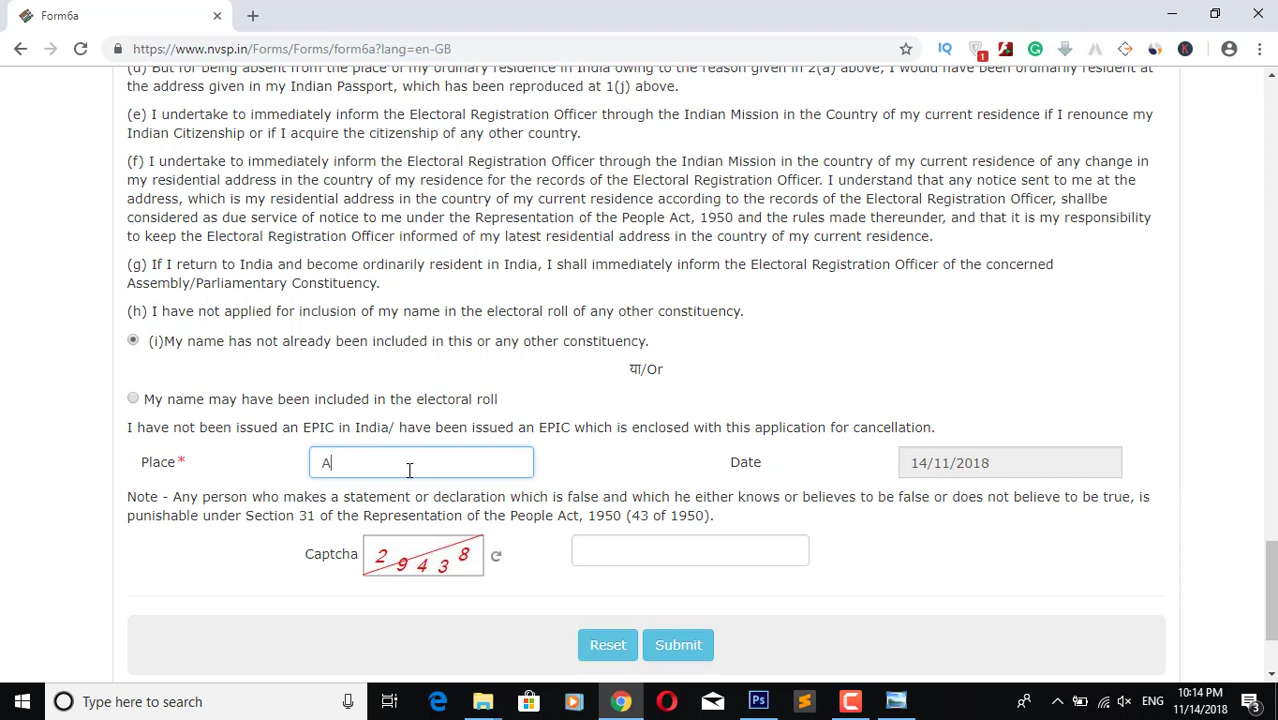 Form6a
https://www.nvsp.in/Forms/Forms/form6a?lang=en-GB
IQ
1
K
(d) But for being absent from the place of my ordinary residence in India owing to the reason given in 2(a) above, I would have been ordinarily resident at
the address given in my Indian Passport, which has been reproduced at 1(j) above.
(e) I undertake to immediately inform the Electoral Registration Officer through the Indian Mission in the Country of my current residence if I renounce my
Indian Citizenship or if I acquire the citizenship of any other country.
(f) I undertake to immediately inform the Electoral Registration Officer through the Indian Mission in the country of my current residence of any change in
my residential address in the country of my residence for the records of the Electoral Registration Officer. I understand that any notice sent to me at the
address, which is my residential address in the country of my current residence according to the records of the Electoral Registration Officer, shallbe
considered as due service of notice to me under the Representation of the People Act, 1950 and the rules made thereunder, and that it is my responsibility
to keep the Electoral Registration Officer informed of my latest residential address in the country of my current residence.
(g) If I return to India and become ordinarily resident in India, I shall immediately inform the Electoral Registration Officer of the concerned
Assembly/Parliamentary Constituency.
(h) I have not applied for inclusion of my name in the electoral roll of any other constituency.
(i)My name has not already been included in this or any other constituency.
या/Or
My name may have been included in the electoral roll
I have not been issued an EPIC in India/ have been issued an EPIC which is enclosed with this application for cancellation.
Place* A Date 14/11/2018
Note - Any person who makes a statement or declaration which is false and which he either knows or believes to be false or does not believe to be true, is
punishable under Section 31 of the Representation of the People Act, 1950 (43 of 1950).
Captcha 2 9 4 3 8
Reset Submit
Type here to search
Ps
ENG
10:14 PM
11/14/2018
3